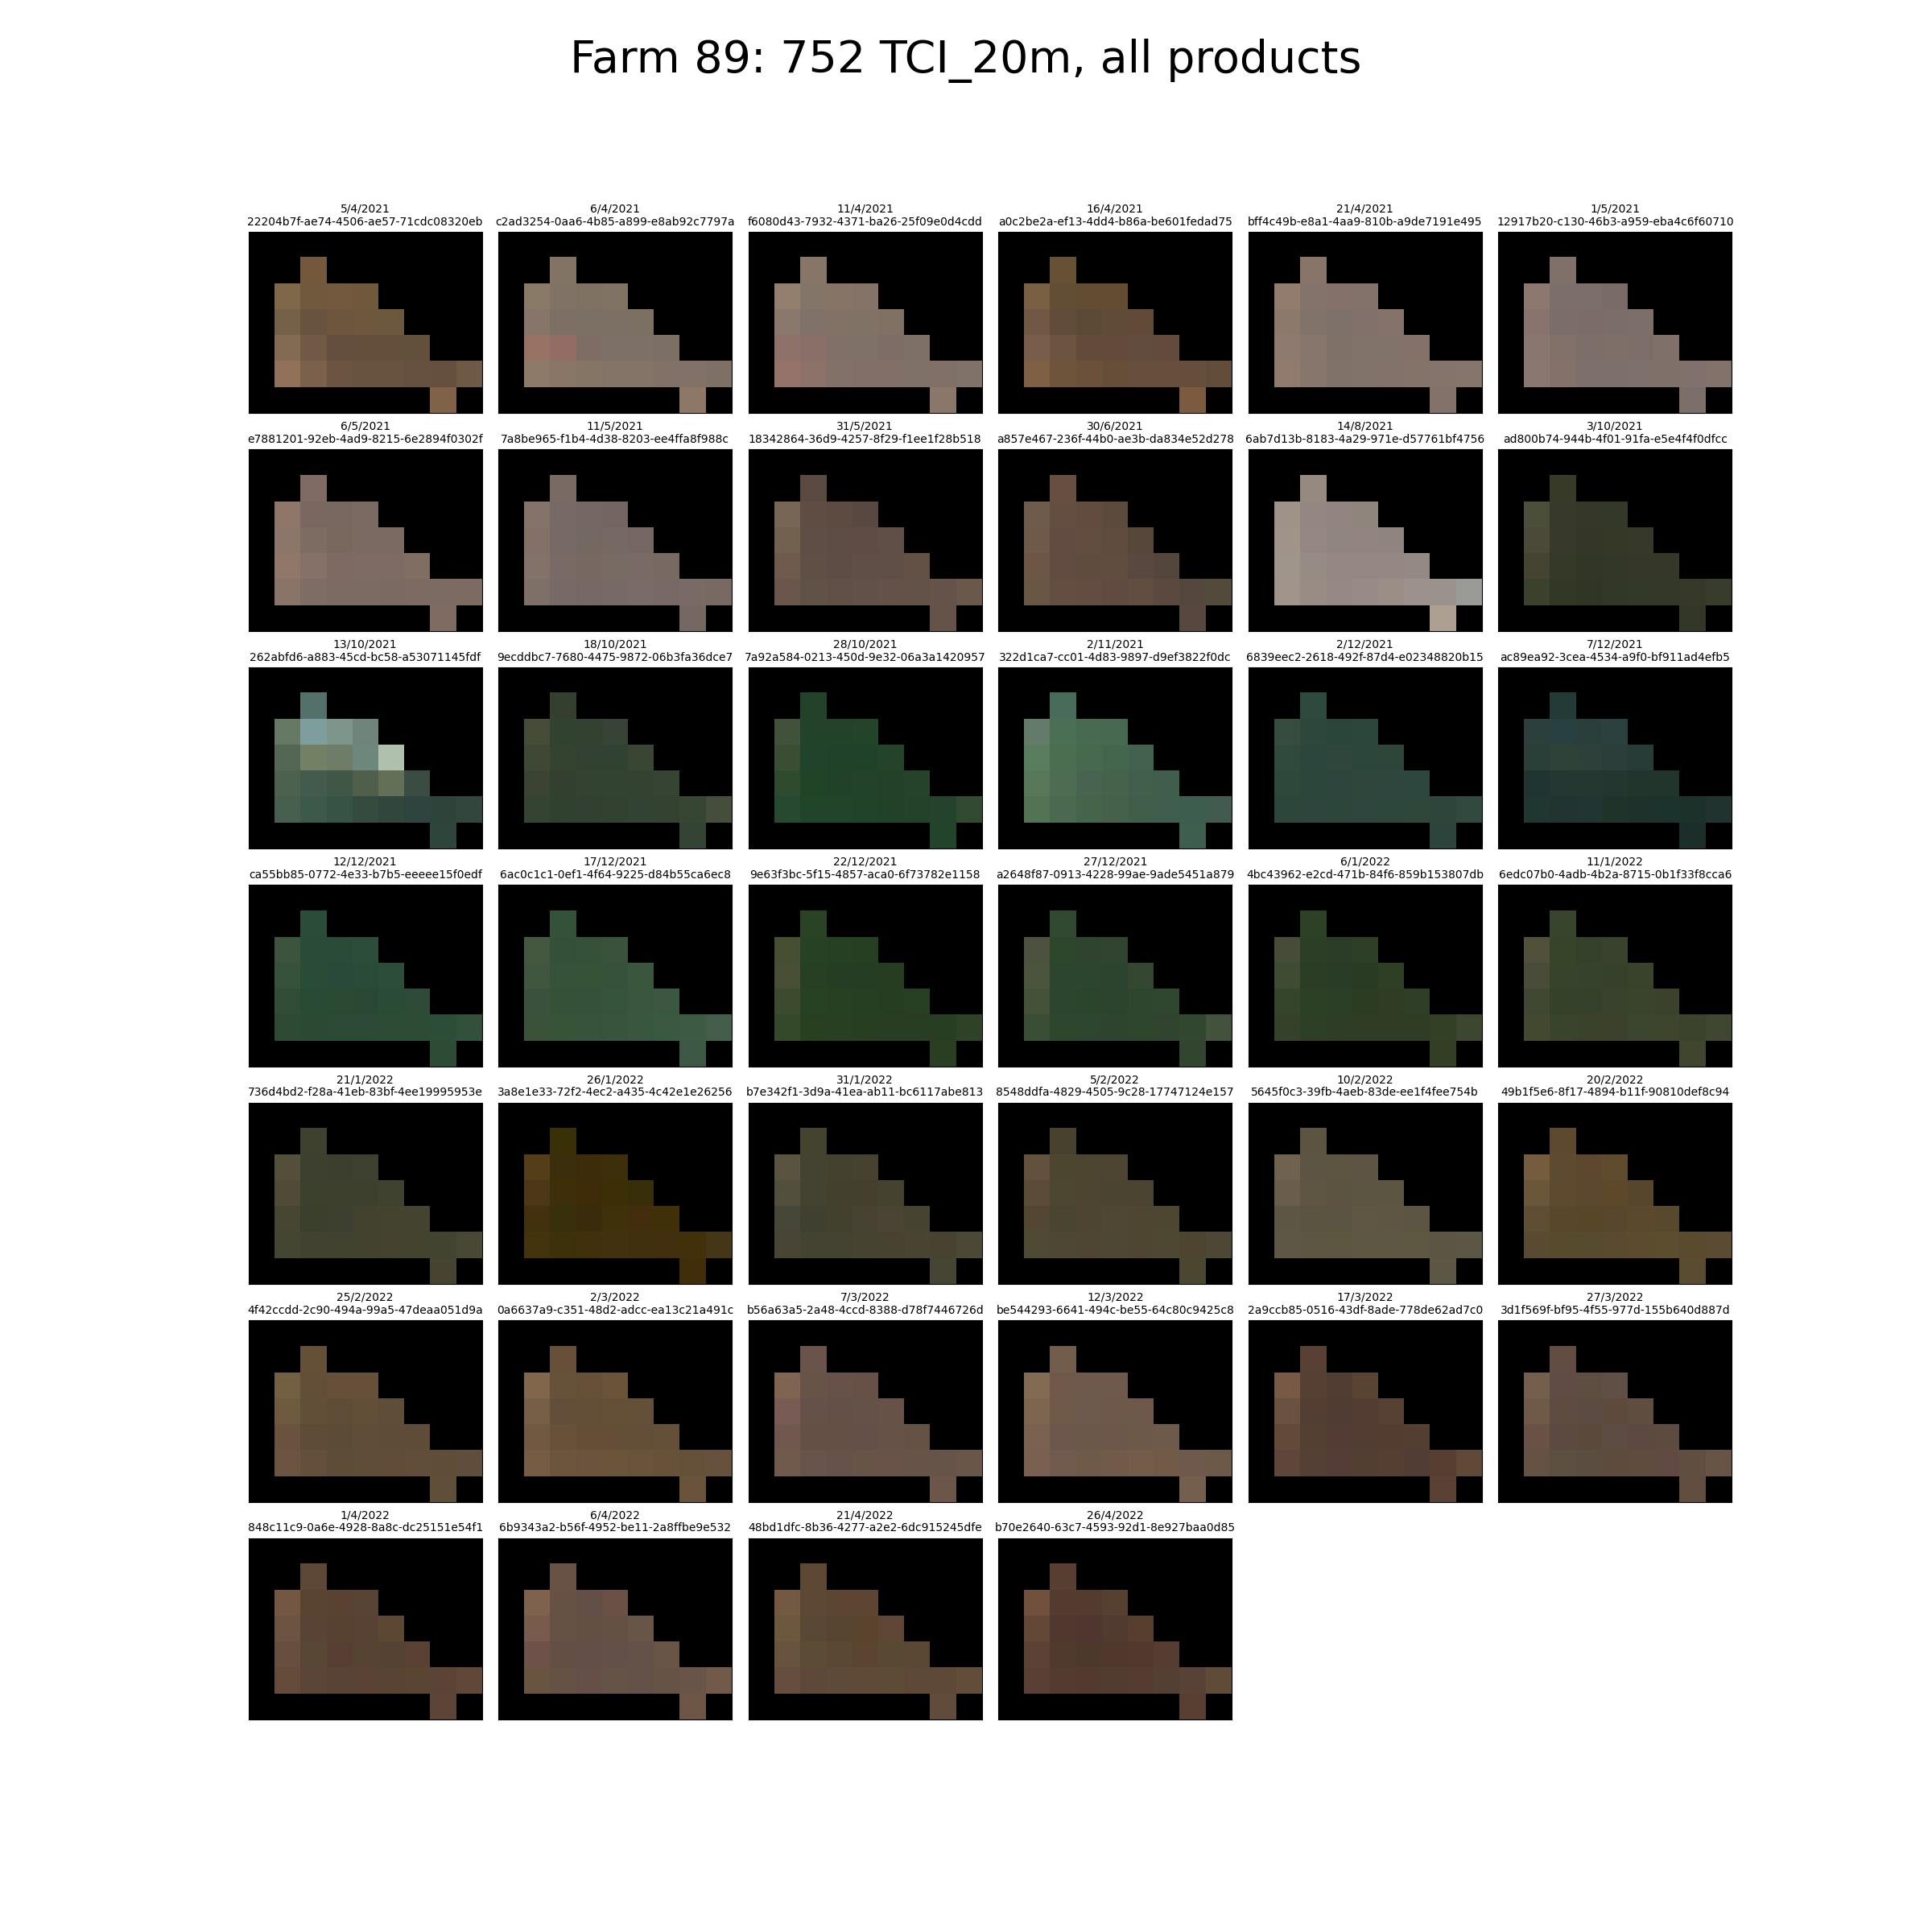 Farm 89: 752 TCI_20m, all products
5/4/2021 6/4/2021 11/4/2021 16/4/2021 21/4/2021 1/5/2021
22204b7f-ae74-4506-ae57-71cdc08320eb c2ad3254-0aa6-4b85-a899-e8ab92c7797a f6080d43-7932-4371-ba26-25f09e0d4cdd a0c2be2a-ef13-4dd4-b86a-be601fedad75 bff4c49b-e8a1-4aa9-810b-a9de7191e495 12917b20-c130-46b3-a959-eba4c6f60710
6/5/2021 11/5/2021 31/5/2021 30/6/2021 14/8/2021 3/10/2021
e7881201-92eb-4ad9-8215-6e2894f0302f 7a8be965-f1b4-4d38-8203-ee4ffa8f988c 18342864-36d9-4257-8f29-f1ee1f28b518 a857e467-236f-44b0-ae3b-da834e52d278 6ab7d13b-8183-4a29-971e-d57761bf4756 ad800b74-944b-4f01-91fa-e5e4f4f0dfcc
13/10/2021 18/10/2021 28/10/2021 2/11/2021 2/12/2021 7/12/2021
262abfd6-a883-45cd-bc58-a53071145fdf 9ecddbc7-7680-4475-9872-06b3fa36dce7 7a92a584-0213-450d-9e32-06a3a1420957 322d1ca7-cc01-4d83-9897-d9ef3822f0dc 6839eec2-2618-492f-87d4-e02348820b15 ac89ea92-3cea-4534-a9f0-bf911ad4efb5
12/12/2021 17/12/2021 22/12/2021 27/12/2021 6/1/2022 11/1/2022
ca55bb85-0772-4e33-b7b5-eeeee15f0edf 6ac0c1c1-0ef1-4f64-9225-d84b55ca6ec8 9e63f3bc-5f15-4857-aca0-6f73782e1158 a2648f87-0913-4228-99ae-9ade5451a879 4bc43962-e2cd-471b-84f6-859b153807db 6edc07b0-4adb-4b2a-8715-0b1f33f8cca6
21/1/2022 26/1/2022 31/1/2022 5/2/2022 10/2/2022 20/2/2022
736d4bd2-f28a-41eb-83bf-4ee19995953e 3a8e1e33-72f2-4ec2-a435-4c42e1e26256 b7e342f1-3d9a-41ea-ab11-bc6117abe813 8548ddfa-4829-4505-9c28-17747124e157 5645f0c3-39fb-4aeb-83de-ee1f4fee754b 49b1f5e6-8f17-4894-b11f-90810def8c94
25/2/2022 2/3/2022 7/3/2022 12/3/2022 17/3/2022 27/3/2022
4f42ccdd-2c90-494a-99a5-47deaa051d9a 0a6637a9-c351-48d2-adcc-ea13c21a491c b56a63a5-2a48-4ccd-8388-d78f7446726d be544293-6641-494c-be55-64c80c9425c8 2a9ccb85-0516-43df-8ade-778de62ad7c0 3d1f569f-bf95-4f55-977d-155b640d887d
1/4/2022 6/4/2022 21/4/2022 26/4/2022
848c11c9-0a6e-4928-8a8c-dc25151e54f1 6b9343a2-b56f-4952-be11-2a8ffbe9e532 48bd1dfc-8b36-4277-a2e2-6dc915245dfe b70e2640-63c7-4593-92d1-8e927baa0d85